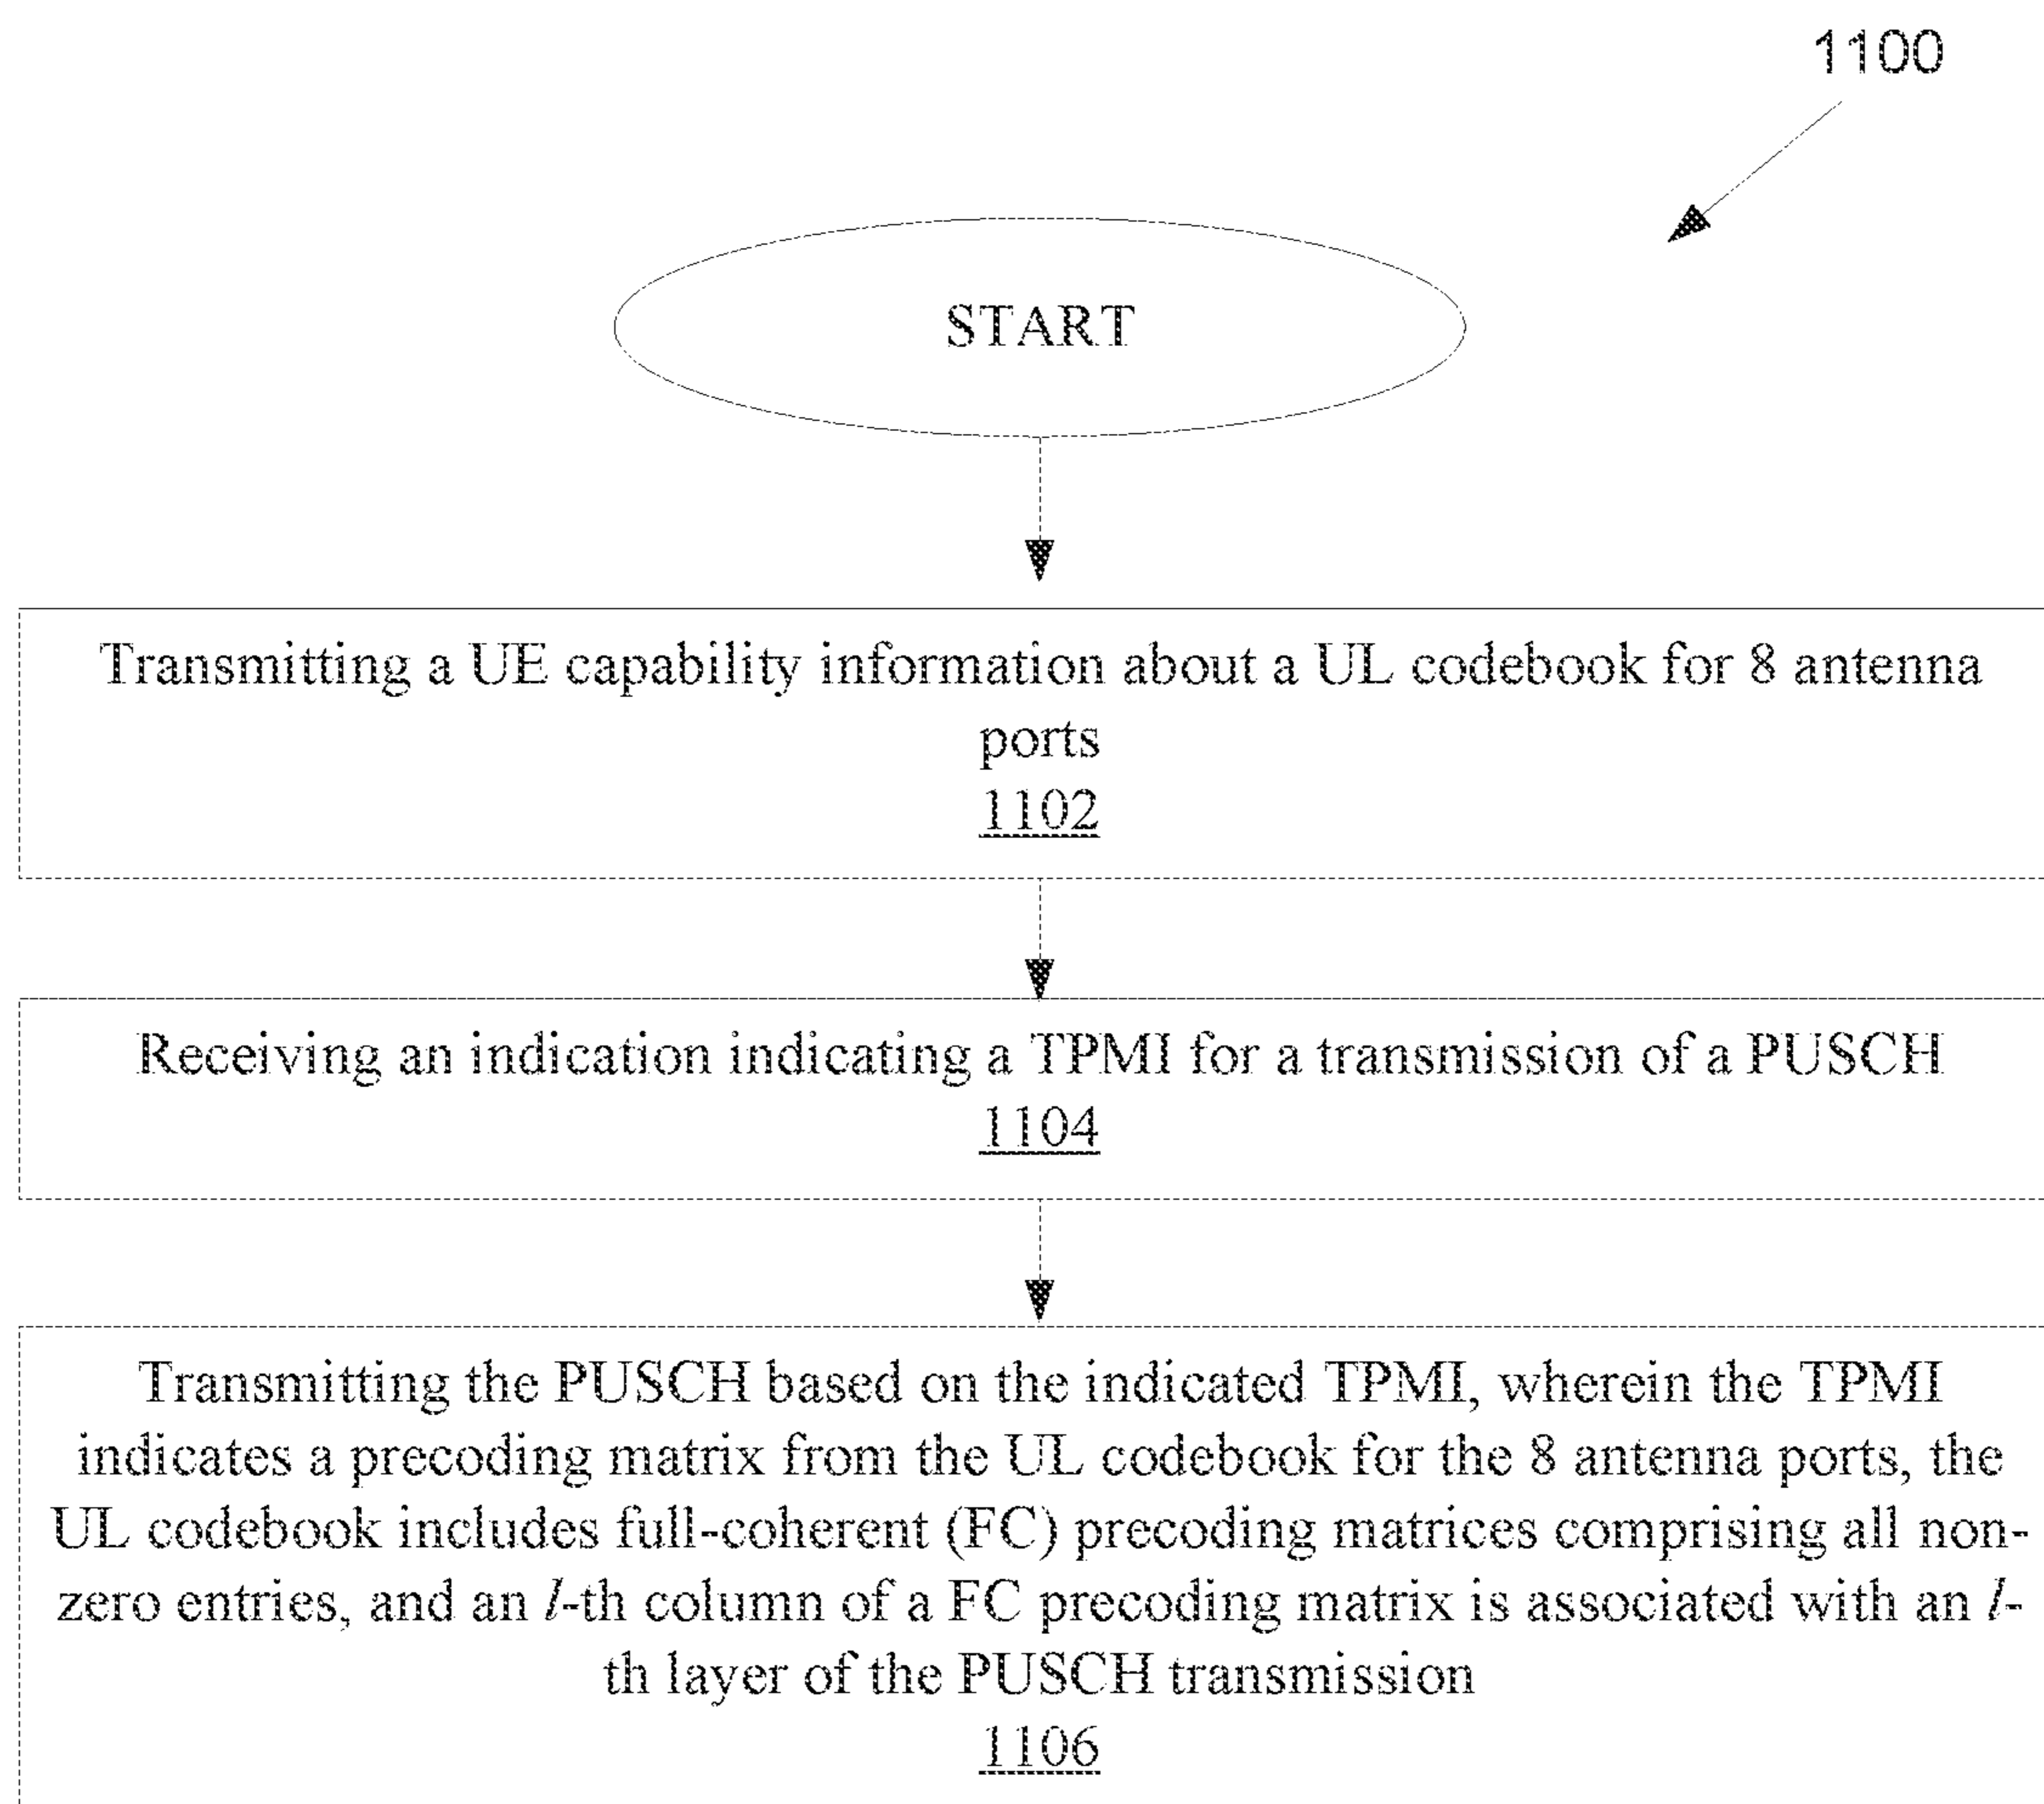 1100
START
Transmitting a UE capability information about a UL codebook for 8 antenna
ports
1102
Receiving an indication indicating a TPMI for a transmission of a PUSCH
1104
Transmitting the PUSCH based on the indicated TPMI, wherein the TPMI
indicates a precoding matrix from the UL codebook for the 8 antenna ports, the
UL codebook includes full-coherent (FC) precoding matrices comprising all non-
zero entries, and an l-th column of a FC precoding matrix is associated with an l-
th layer of the PUSCH transmission
1106